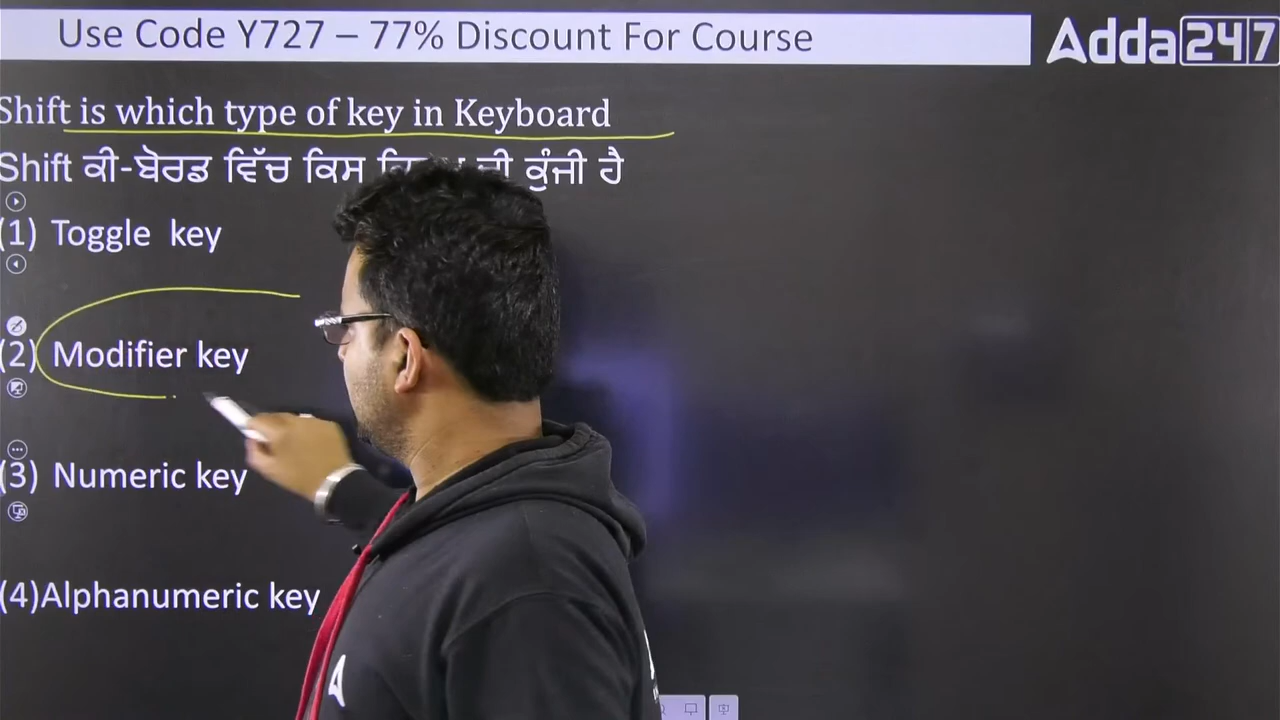 Use Code Y727 – 77% Discount For Course
Adda247
Shift is which type of key in Keyboard
Shift ਕੀ-ਬੋਰਡ ਵਿੱਚ ਕਿਸ ਦੀ ਕੁੰਜੀ ਹੈ
(1) Toggle key
(2) Modifier key
(3) Numeric key
(4)Alphanumeric key